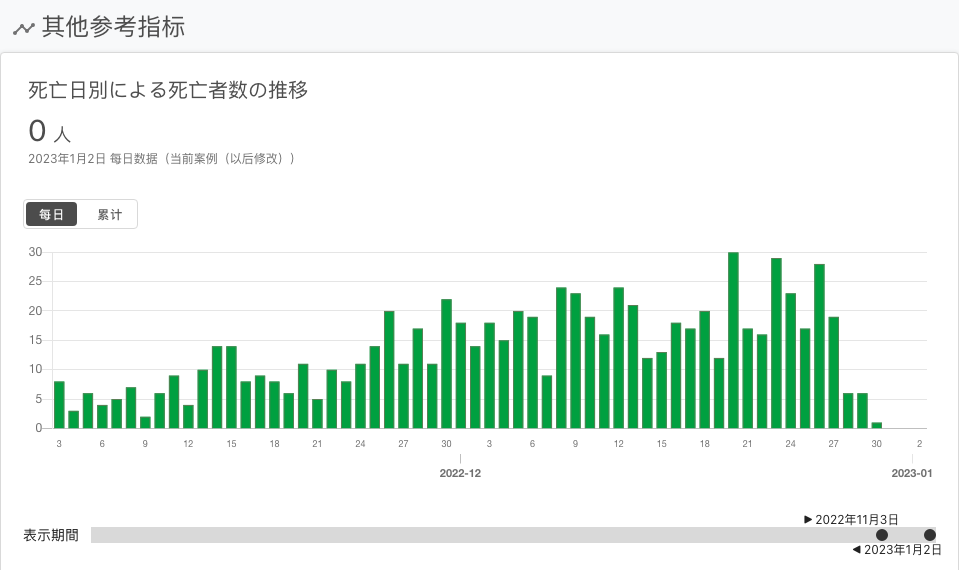 其他参考指标
死亡日別による死亡者数の推移
0 人
2023年1月2日 每日数据（当前案例（以后修改））
每日 累计
30
25
20
15
10
5
0
3 6 9 12 15 18 21 24 27 30 3 6 9 12 15 18 21 24 27 30 2
2022-12 2023-01
▶ 2022年11月3日
表示期間
◀ 2023年1月2日